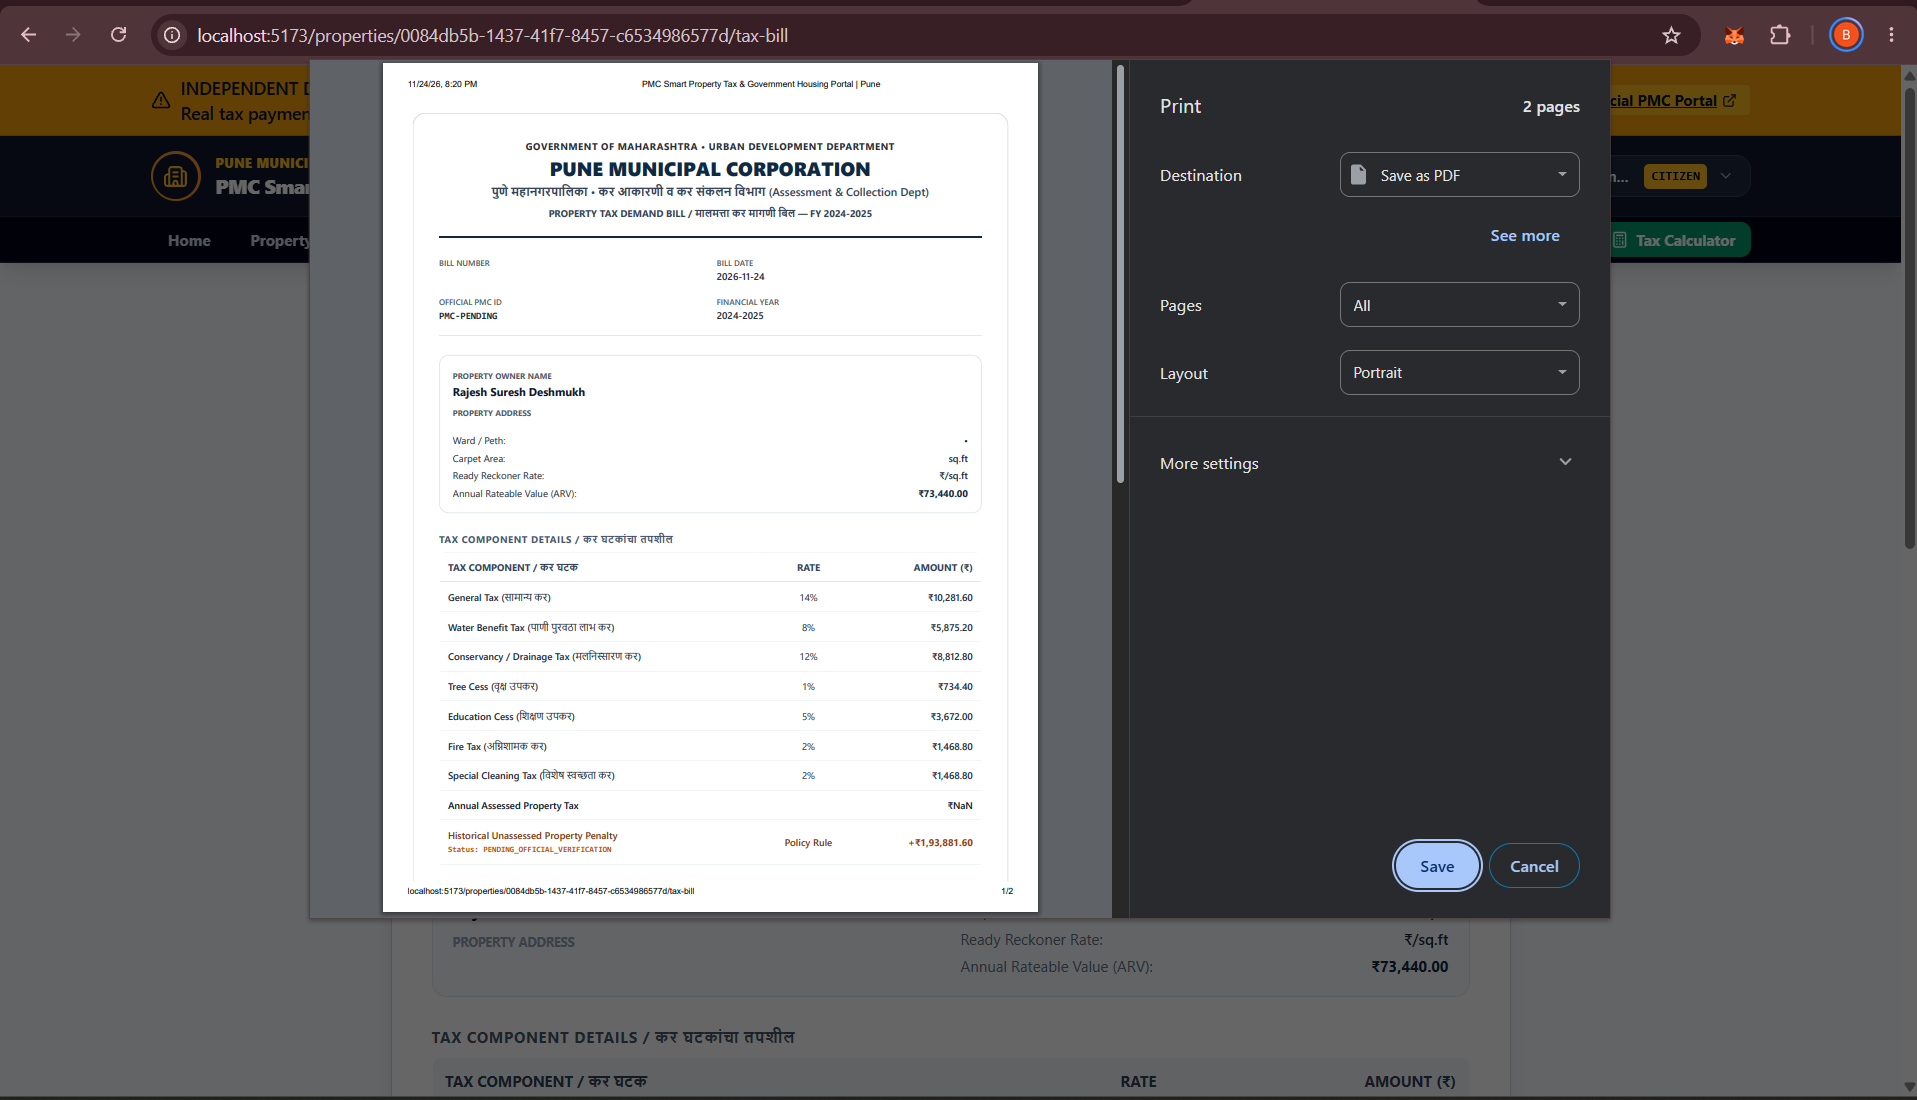 localhost:5173/properties/0084db5b-1437-41f7-8457-c6534986577d/tax-bill
B
INDEPENDENT
Real tax paymen
cial PMC Portal
PUNE MUNICI
PMC Smar
CITIZEN
Home
Property
Tax Calculator
11/24/26, 8:20 PM
PMC Smart Property Tax & Government Housing Portal | Pune
GOVERNMENT OF MAHARASHTRA • URBAN DEVELOPMENT DEPARTMENT
PUNE MUNICIPAL CORPORATION
पुणे महानगरपालिका • कर आकारणी व कर संकलन विभाग (Assessment & Collection Dept)
PROPERTY TAX DEMAND BILL / मालमत्ता कर मागणी बिल — FY 2024-2025
BILL NUMBER
BILL DATE
2026-11-24
OFFICIAL PMC ID
PMC-PENDING
FINANCIAL YEAR
2024-2025
PROPERTY OWNER NAME
Rajesh Suresh Deshmukh
PROPERTY ADDRESS
Ward / Peth: •
Carpet Area: sq.ft
Ready Reckoner Rate: ₹/sq.ft
Annual Rateable Value (ARV): ₹73,440.00
TAX COMPONENT DETAILS / कर घटकांचा तपशील
TAX COMPONENT / कर घटक RATE AMOUNT (₹)
General Tax (सामान्य कर) 14% ₹10,281.60
Water Benefit Tax (पाणी पुरवठा लाभ कर) 8% ₹5,875.20
Conservancy / Drainage Tax (मलनिस्सारण कर) 12% ₹8,812.80
Tree Cess (वृक्ष उपकर) 1% ₹734.40
Education Cess (शिक्षण उपकर) 5% ₹3,672.00
Fire Tax (अग्निशामक कर) 2% ₹1,468.80
Special Cleaning Tax (विशेष स्वच्छता कर) 2% ₹1,468.80
Annual Assessed Property Tax ₹NaN
Historical Unassessed Property Penalty Policy Rule +₹1,93,881.60
Status: PENDING_OFFICIAL_VERIFICATION
localhost:5173/properties/0084db5b-1437-41f7-8457-c6534986577d/tax-bill
1/2
Print
2 pages
Destination
Save as PDF
See more
Pages
All
Layout
Portrait
More settings
Save
Cancel
PROPERTY ADDRESS
Ready Reckoner Rate: ₹/sq.ft
Annual Rateable Value (ARV): ₹73,440.00
TAX COMPONENT DETAILS / कर घटकांचा तपशील
TAX COMPONENT / कर घटक RATE AMOUNT (₹)